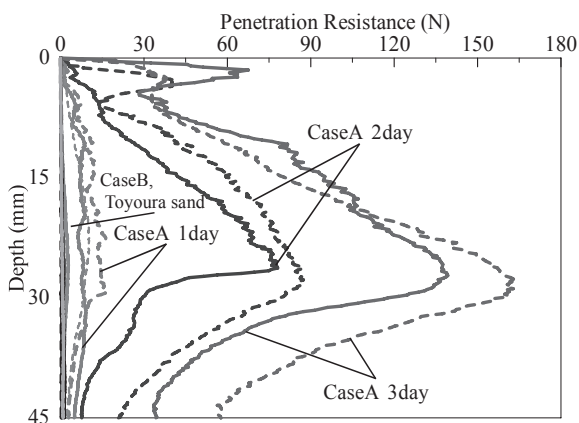 Penetration Resistance (N)
0 30 60 90 120 150 180
0
15
30
45
Depth (mm)
CaseA 2day
CaseB,
Toyoura sand
CaseA 1day
CaseA 3day